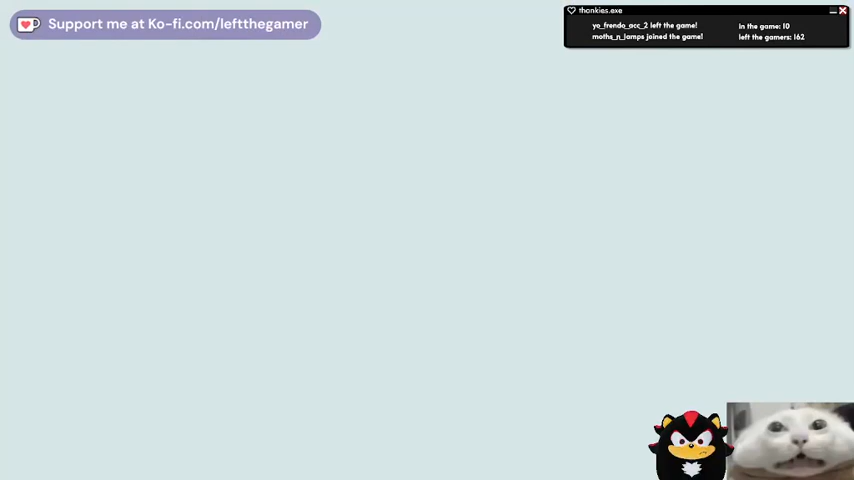 Support me at Ko-fi.com/leftthegamer
thankies.exe
yo_frendo_acc_2 left the game!
in the game: 10
moths_n_lamps joined the game!
left the gamers: 162